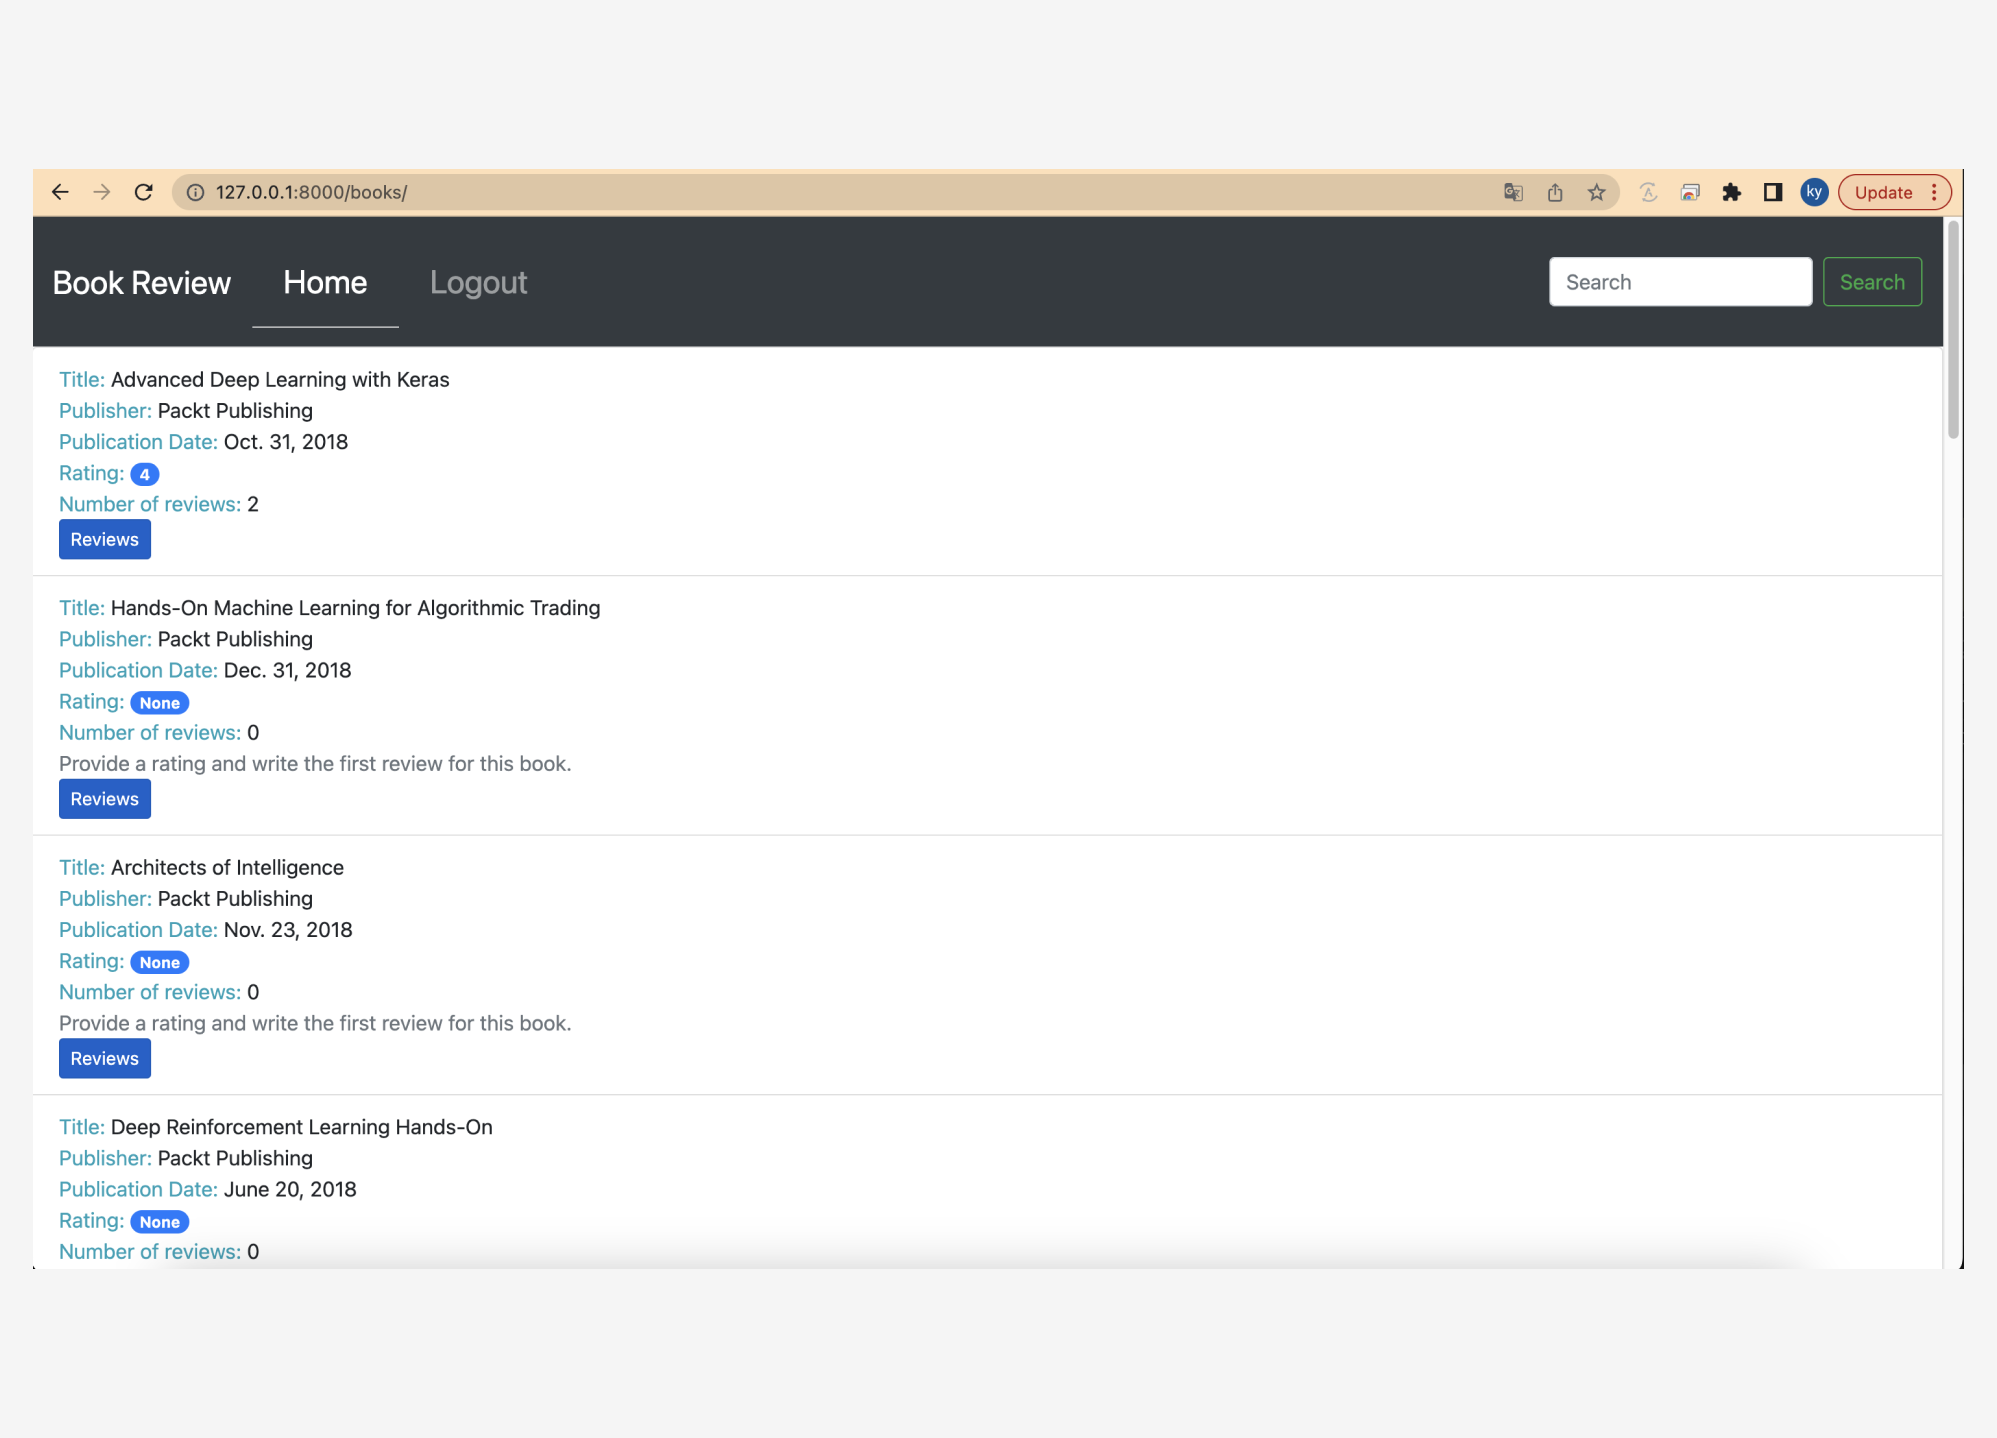 127.0.0.1:8000/books/
ky
Update
Book Review
Home
Logout
Search
Search
Title: Advanced Deep Learning with Keras
Publisher: Packt Publishing
Publication Date: Oct. 31, 2018
Rating: 4
Number of reviews: 2
Reviews
Title: Hands-On Machine Learning for Algorithmic Trading
Publisher: Packt Publishing
Publication Date: Dec. 31, 2018
Rating: None
Number of reviews: 0
Provide a rating and write the first review for this book.
Reviews
Title: Architects of Intelligence
Publisher: Packt Publishing
Publication Date: Nov. 23, 2018
Rating: None
Number of reviews: 0
Provide a rating and write the first review for this book.
Reviews
Title: Deep Reinforcement Learning Hands-On
Publisher: Packt Publishing
Publication Date: June 20, 2018
Rating: None
Number of reviews: 0